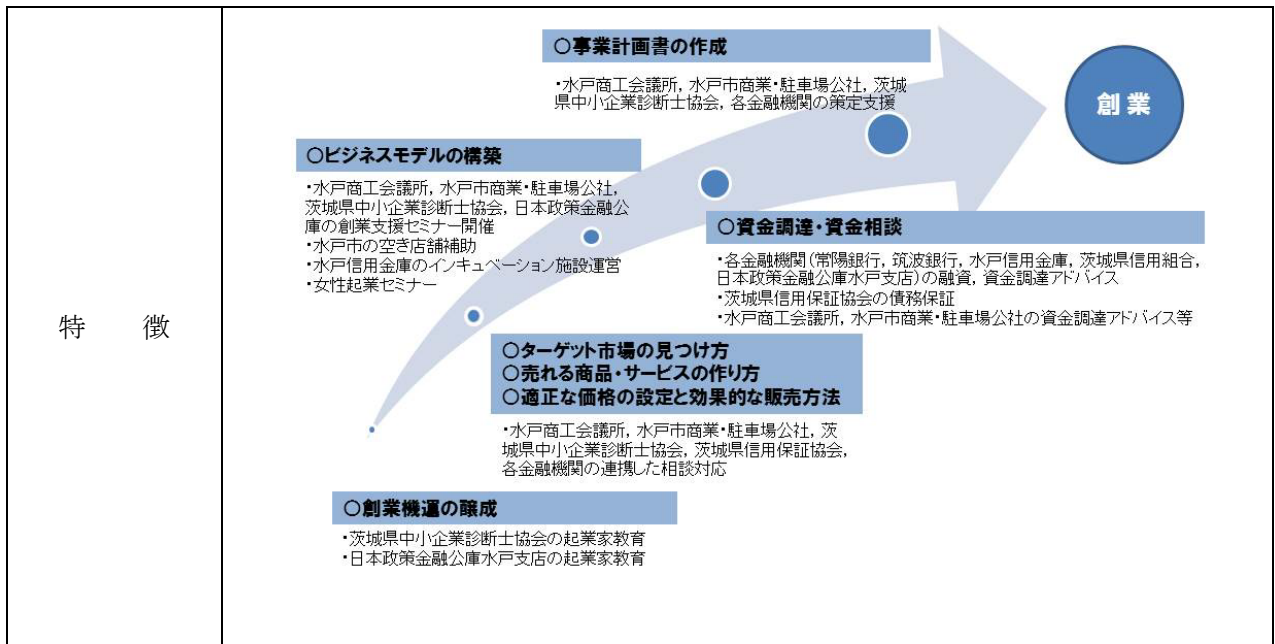 特　徴
○事業計画書の作成
・水戸商工会議所，水戸市商業・駐車場公社，茨城
県中小企業診断士協会，各金融機関の策定支援
創業
○ビジネスモデルの構築
・水戸商工会議所，水戸市商業・駐車場公社，
茨城県中小企業診断士協会，日本政策金融公
庫の創業支援セミナー開催
・水戸市の空き店舗補助
・水戸信用金庫のインキュベーション施設運営
・女性起業セミナー
○資金調達・資金相談
・各金融機関（常陽銀行，筑波銀行，水戸信用金庫，茨城県信用組合，
日本政策金融公庫水戸支店）の融資，資金調達アドバイス
・茨城県信用保証協会の債務保証
・水戸商工会議所，水戸市商業・駐車場公社の資金調達アドバイス等
○ターゲット市場の見つけ方
○売れる商品・サービスの作り方
○適正な価格の設定と効果的な販売方法
・水戸商工会議所，水戸市商業・駐車場公社，茨
城県中小企業診断士協会，茨城県信用保証協会，
各金融機関の連携した相談対応
○創業機運の醸成
・茨城県中小企業診断士協会の起業家教育
・日本政策金融公庫水戸支店の起業家教育